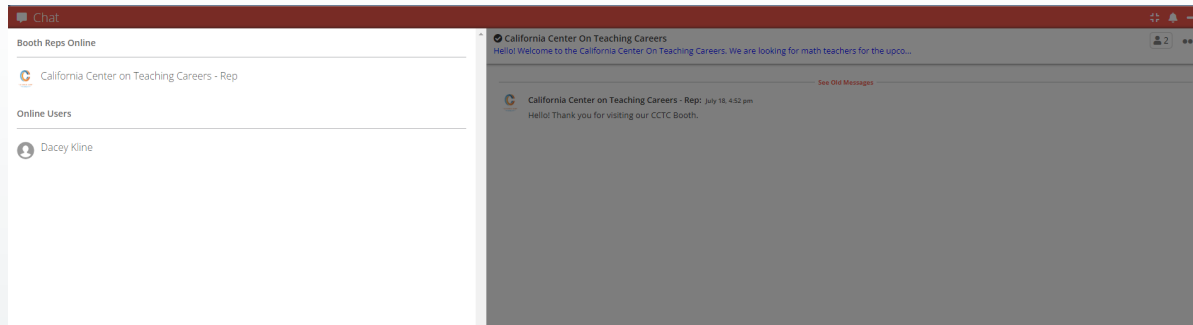 Chat
Booth Reps Online
California Center on Teaching Careers - Rep
Online Users
Dacey Kline
California Center On Teaching Careers
Hello! Welcome to the California Center On Teaching Careers. We are looking for math teachers for the upco...
2
See Old Messages
California Center on Teaching Careers - Rep: July 18, 4:52 pm
Hello! Thank you for visiting our CCTC Booth.